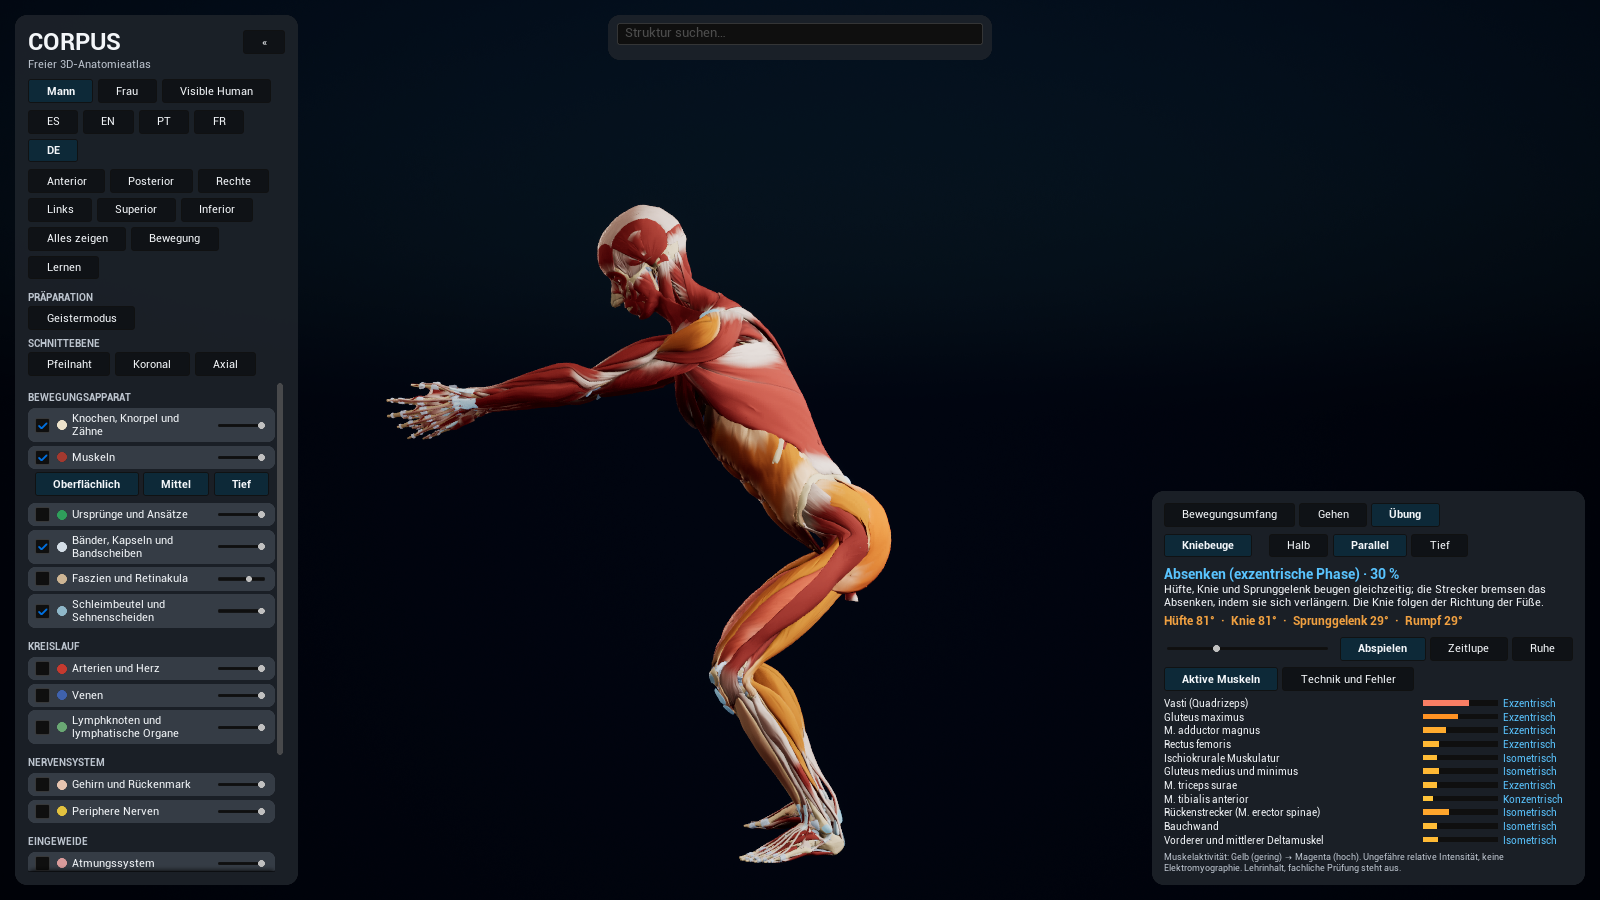 CORPUS
«
Freier 3D-Anatomieatlas
Mann Frau Visible Human
ES EN PT FR
DE
Anterior Posterior Rechte
Links Superior Inferior
Alles zeigen Bewegung
Lernen
PRÄPARATION
Geistermodus
SCHNITTEBENE
Pfeilnaht Koronal Axial
BEWEGUNGSAPPARAT
Knochen, Knorpel und
Zähne
Muskeln
Oberflächlich Mittel Tief
Ursprünge und Ansätze
Bänder, Kapseln und
Bandscheiben
Faszien und Retinakula
Schleimbeutel und
Sehnenscheiden
KREISLAUF
Arterien und Herz
Venen
Lymphknoten und
lymphatische Organe
NERVENSYSTEM
Gehirn und Rückenmark
Periphere Nerven
EINGEWEIDE
Atmungssystem
Struktur suchen...
Bewegungsumfang Gehen Übung
Kniebeuge Halb Parallel Tief
Absenken (exzentrische Phase) · 30 %
Hüfte, Knie und Sprunggelenk beugen gleichzeitig; die Strecker bremsen das
Absenken, indem sie sich verlängern. Die Knie folgen der Richtung der Füße.
Hüfte 81° · Knie 81° · Sprunggelenk 29° · Rumpf 29°
Abspielen Zeitlupe Ruhe
Aktive Muskeln Technik und Fehler
Vasti (Quadrizeps) Exzentrisch
Gluteus maximus Exzentrisch
M. adductor magnus Exzentrisch
Rectus femoris Exzentrisch
Ischiokrurale Muskulatur Isometrisch
Gluteus medius und minimus Isometrisch
M. triceps surae Exzentrisch
M. tibialis anterior Konzentrisch
Rückenstrecker (M. erector spinae) Isometrisch
Bauchwand Isometrisch
Vorderer und mittlerer Deltamuskel Isometrisch
Muskelaktivität: Gelb (gering) → Magenta (hoch). Ungefähre relative Intensität, keine
Elektromyographie. Lehrinhalt, fachliche Prüfung steht aus.